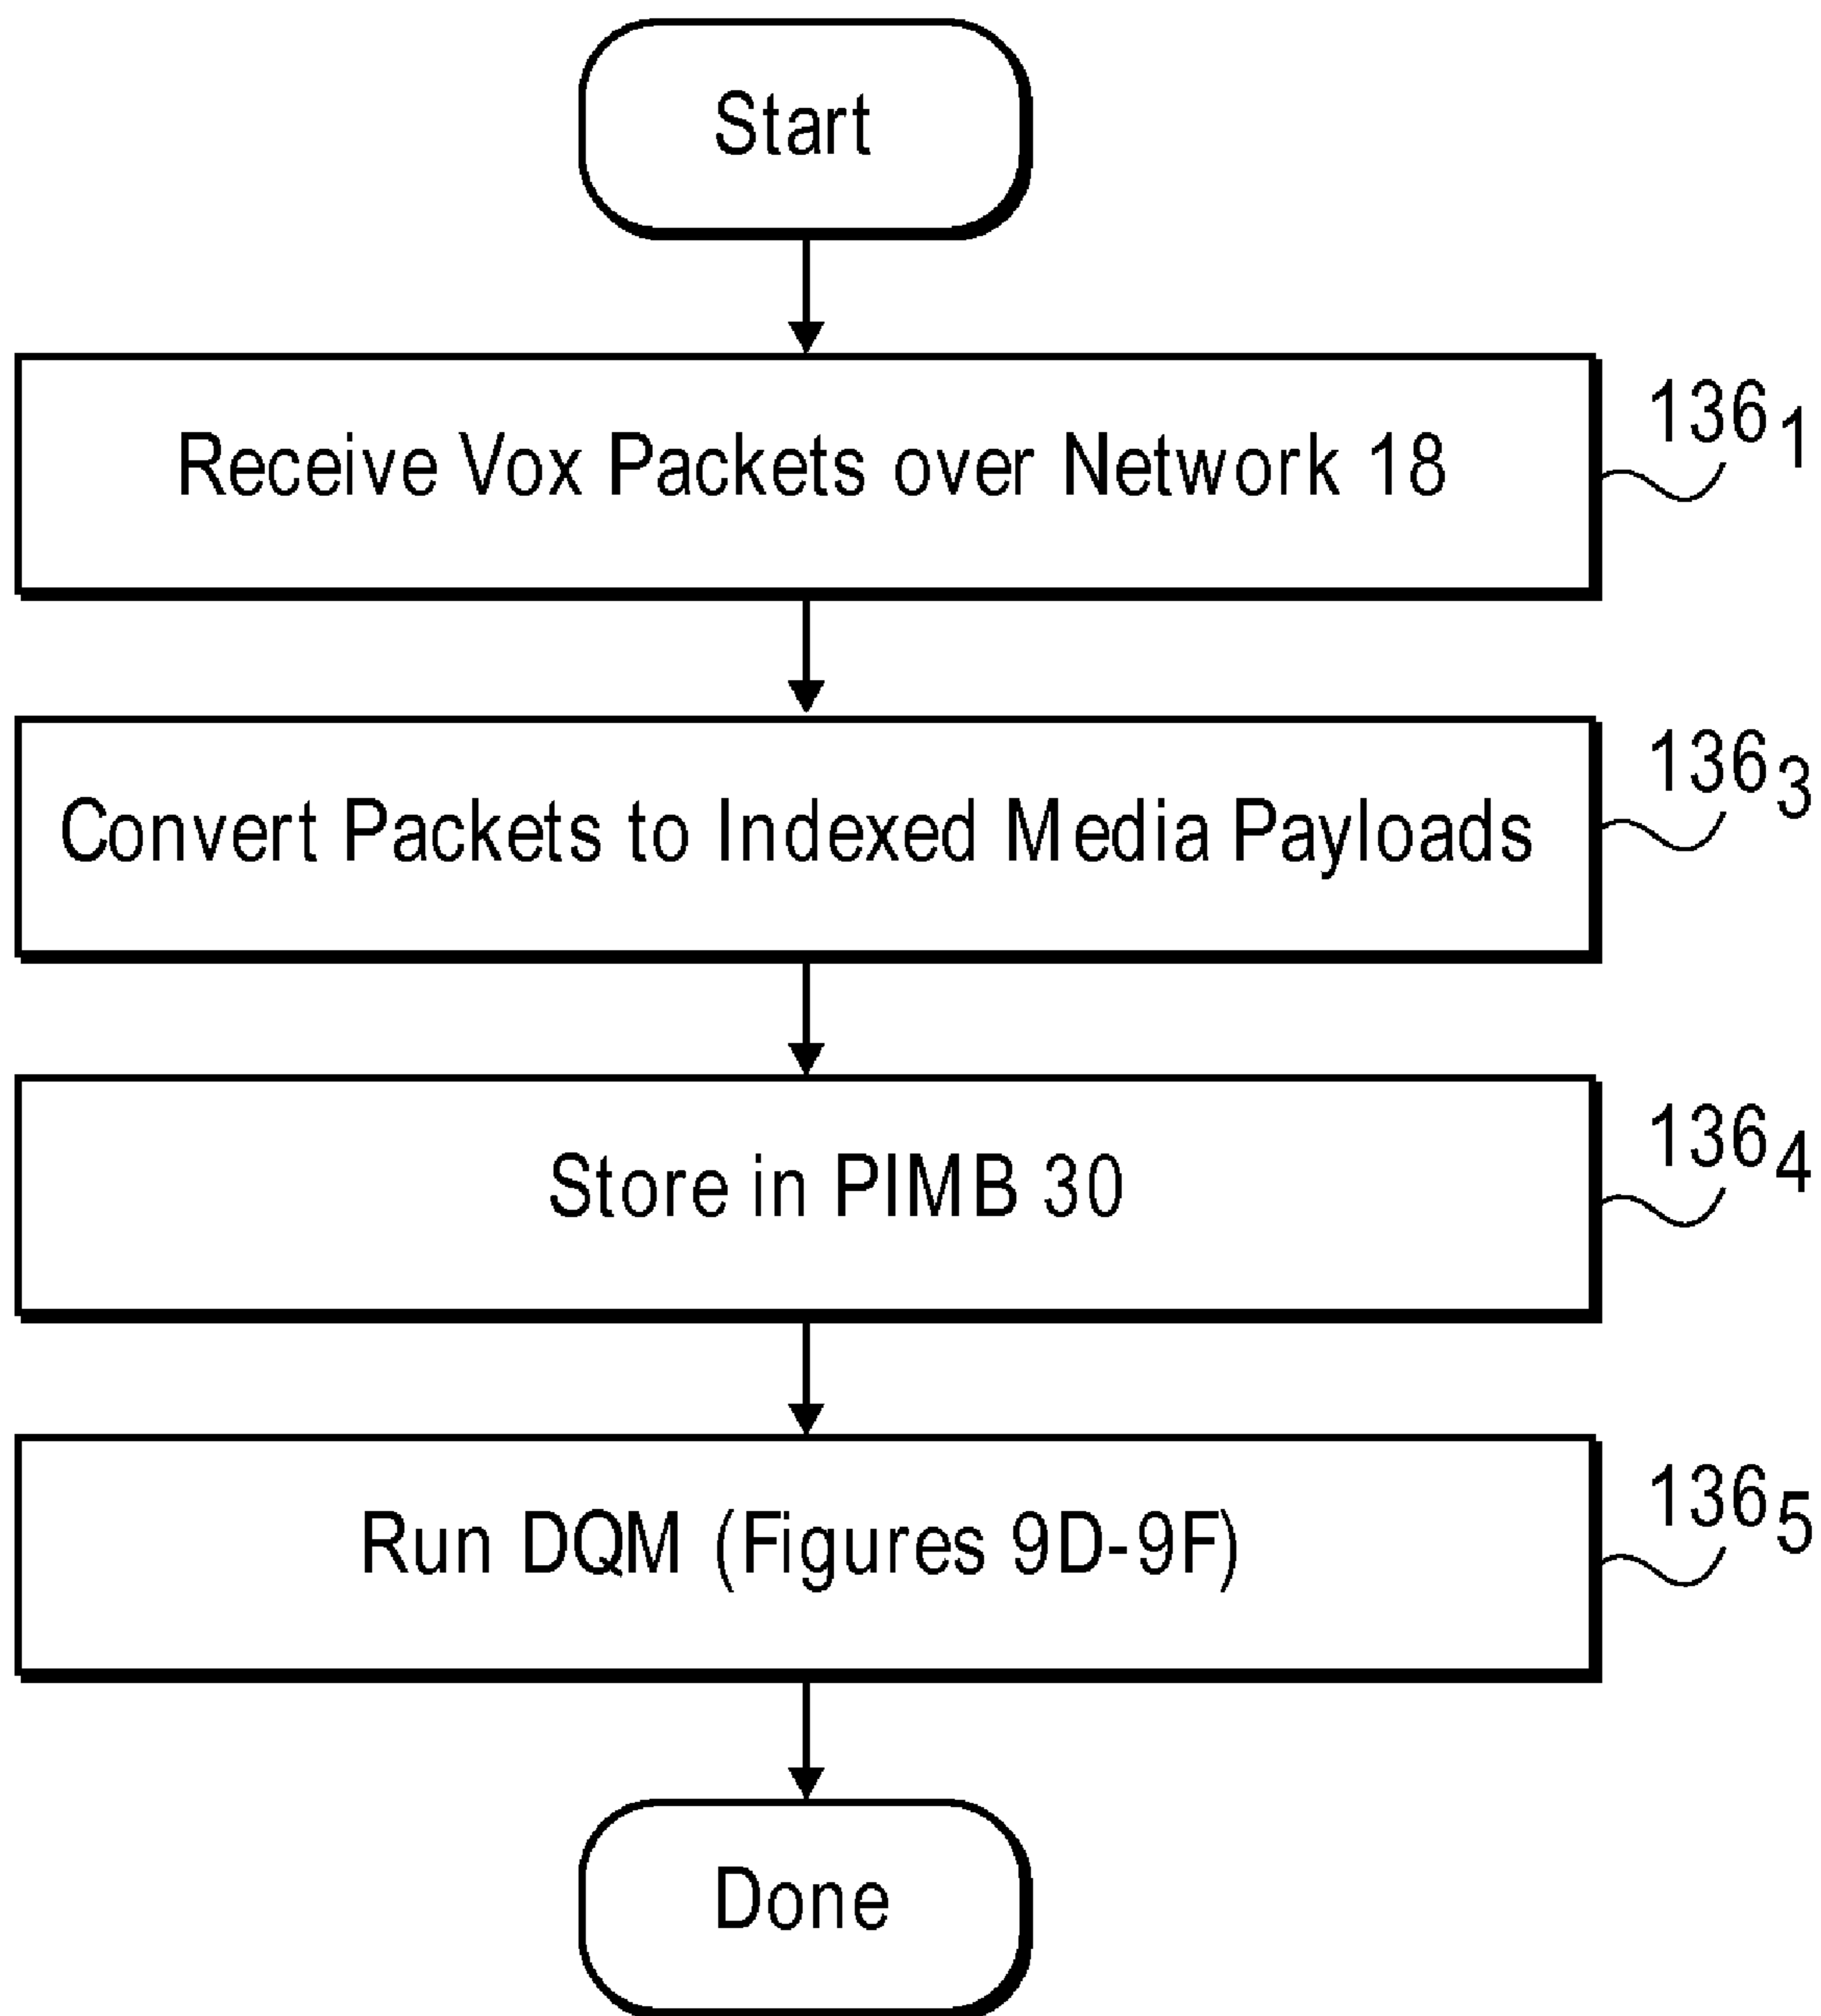 Start
Receive Vox Packets over Network 18
136₁
Convert Packets to Indexed Media Payloads
136₃
Store in PIMB 30
136₄
Run DQM (Figures 9D-9F)
136₅
Done